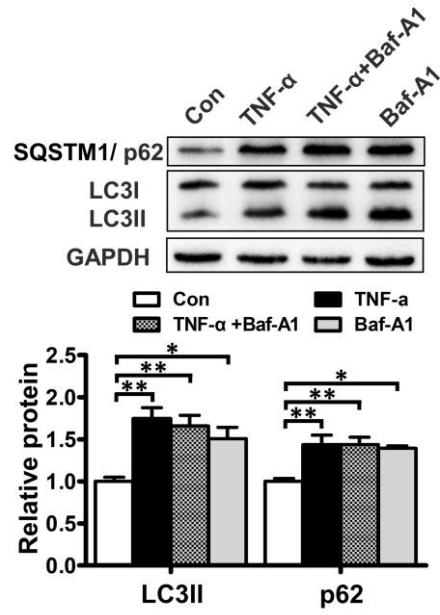 Con TNF-α TNF-α+Baf-A1 Baf-A1
SQSTM1/ p62
LC3I
LC3II
GAPDH
Con TNF-a
TNF-α +Baf-A1 Baf-A1
Relative protein
2.5
2.0
1.5
1.0
0.5
0.0
** ** *
** ** *
LC3II p62